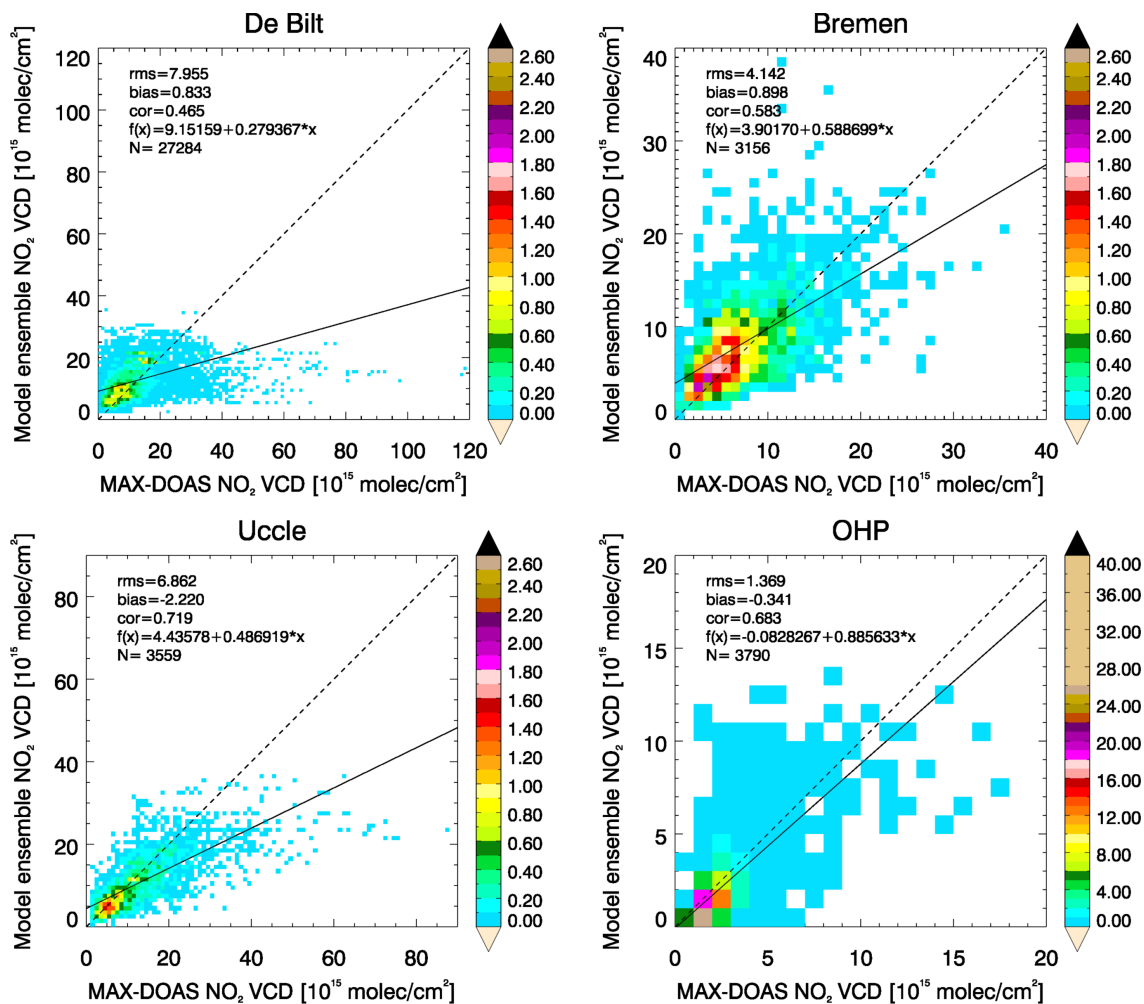 De Bilt
rms=7.955
bias=0.833
cor=0.465
f(x)=9.15159+0.279367*x
N= 27284
Model ensemble NO₂ VCD [10¹⁵ molec/cm²]
120
100
80
60
40
20
0
0 20 40 60 80 100 120
MAX-DOAS NO₂ VCD [10¹⁵ molec/cm²]
2.60
2.40
2.20
2.00
1.80
1.60
1.40
1.20
1.00
0.80
0.60
0.40
0.20
0.00
Bremen
rms=4.142
bias=0.898
cor=0.583
f(x)=3.90170+0.588699*x
N= 3156
Model ensemble NO₂ VCD [10¹⁵ molec/cm²]
40
30
20
10
0
0 10 20 30 40
MAX-DOAS NO₂ VCD [10¹⁵ molec/cm²]
2.60
2.40
2.20
2.00
1.80
1.60
1.40
1.20
1.00
0.80
0.60
0.40
0.20
0.00
Uccle
rms=6.862
bias=-2.220
cor=0.719
f(x)=4.43578+0.486919*x
N= 3559
Model ensemble NO₂ VCD [10¹⁵ molec/cm²]
80
60
40
20
0
0 20 40 60 80
MAX-DOAS NO₂ VCD [10¹⁵ molec/cm²]
2.60
2.40
2.20
2.00
1.80
1.60
1.40
1.20
1.00
0.80
0.60
0.40
0.20
0.00
OHP
rms=1.369
bias=-0.341
cor=0.683
f(x)=-0.0828267+0.885633*x
N= 3790
Model ensemble NO₂ VCD [10¹⁵ molec/cm²]
20
15
10
5
0
0 5 10 15 20
MAX-DOAS NO₂ VCD [10¹⁵ molec/cm²]
40.00
36.00
32.00
28.00
24.00
20.00
16.00
12.00
8.00
4.00
0.00